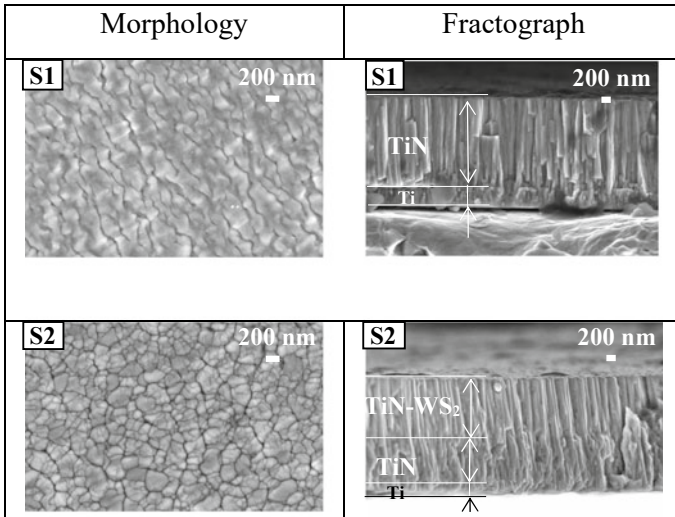 Morphology
Fractograph
S1
200 nm
S1
200 nm
TiN
Ti
S2
200 nm
S2
200 nm
TiN-WS₂
TiN
Ti